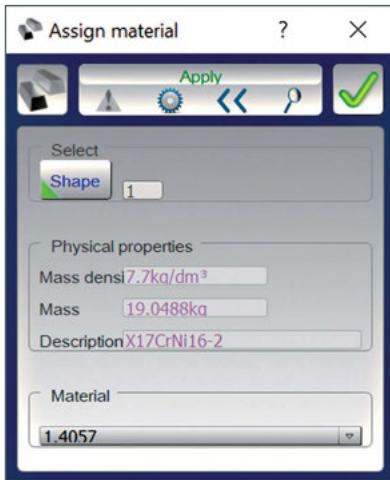 Assign material ?
Apply
Select
Shape 1
Physical properties
Mass densi 7.7kg/dm³
Mass 19.0488kg
Description X17CrNi16-2
Material
1.4057